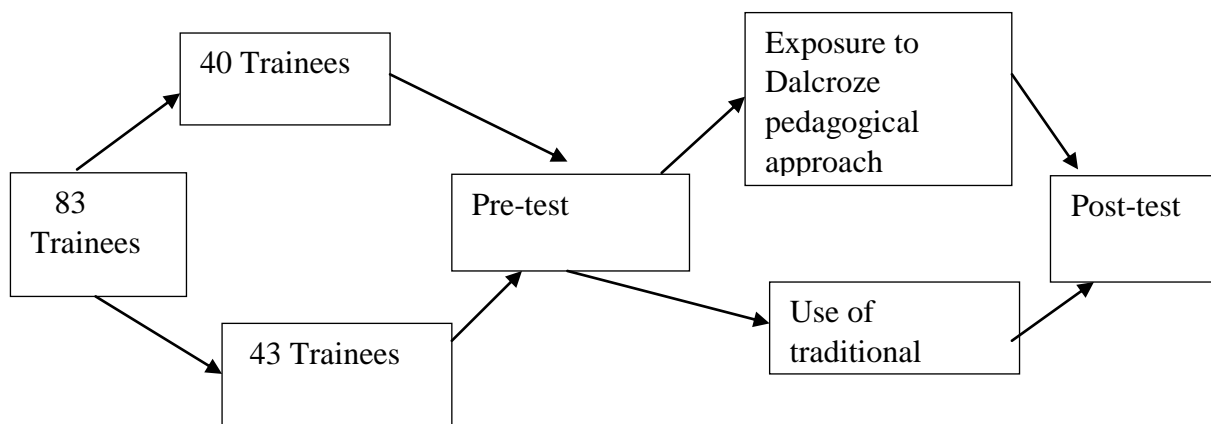 40 Trainees
83
Trainees
43 Trainees
Pre-test
Exposure to
Dalcroze
pedagogical
approach
Use of
traditional
Post-test